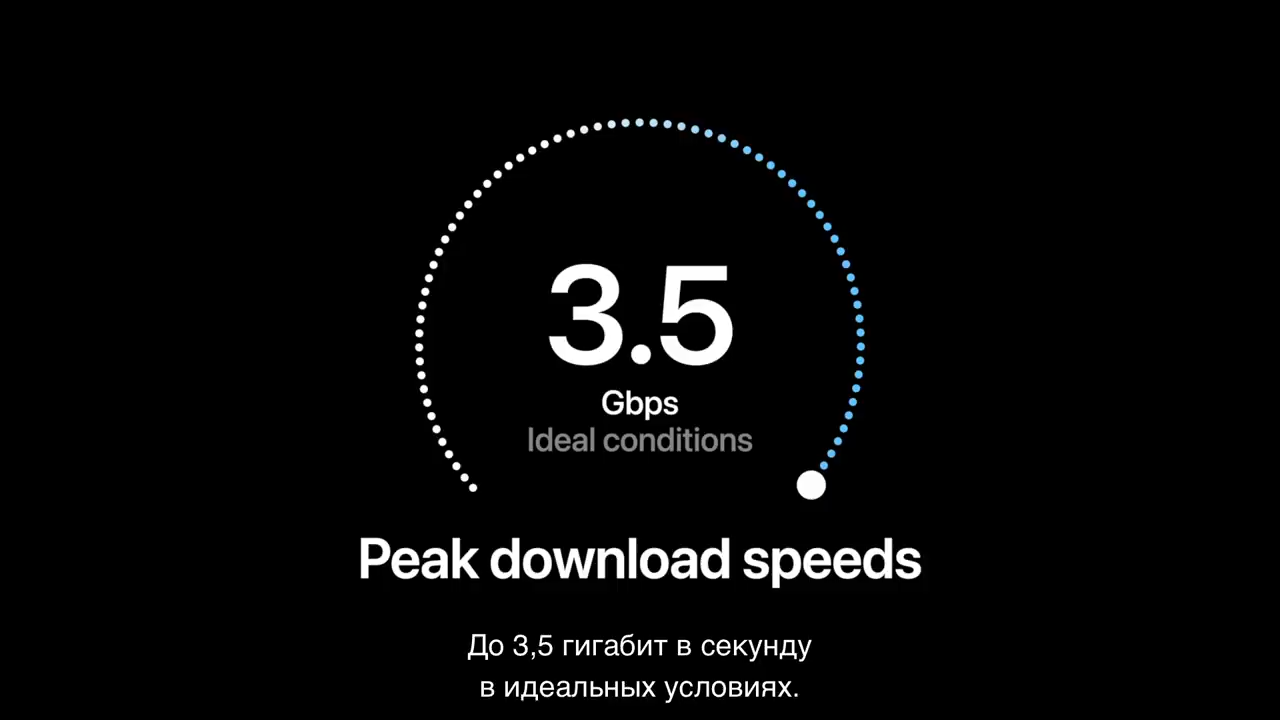 3.5
Gbps
Ideal conditions
Peak download speeds
До 3,5 гигабит в секунду
в идеальных условиях.